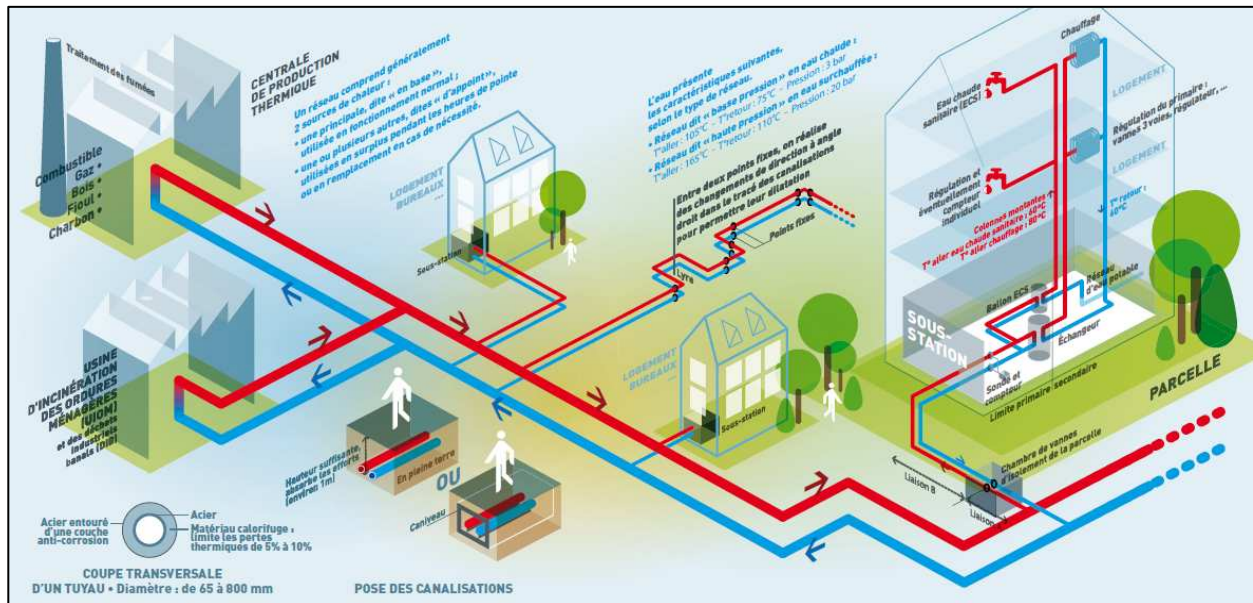 Traitement des fumées
CENTRALE
DE PRODUCTION
THERMIQUE
Combustible
Gaz •
Bois •
Fioul •
Charbon •
Un réseau comprend généralement
2 sources de chaleur :
• une principale, dite « en base »,
utilisée en fonctionnement normal ;
• une ou plusieurs autres, dites « d'appoint »,
utilisées en surplus pendant les heures de pointe
ou en remplacement en cas de nécessité.
L'eau présente
les caractéristiques suivantes,
selon le type de réseau.
• Réseau dit « basse pression » en eau chaude :
T°aller : 105°C - T°retour : 75°C - Pression : 3 bar
• Réseau dit « haute pression » en eau surchauffée :
T°aller : 165°C - T°retour : 110°C - Pression : 20 bar
Entre deux points fixes, on réalise
des changements de direction à angle
droit dans le tracé des canalisations
pour permettre leur dilatation
Points fixes
Lyre
LOGEMENT
BUREAUX
...
Sous-station
Chauffage
LOGEMENT
Eau chaude
sanitaire (ECS)
Régulation du primaire :
vannes 3 voies, régulateur, ...
LOGEMENT
Régulation et
éventuellement
compteur
individuel
Colonnes montantes
T° aller eau chaude sanitaire : 60°C
T° aller chauffage : 80°C
T° retour :
60°C
Ballon ECS
Réseau
d'eau potable
SOUS-
STATION
Échangeur
Sonde et
compteur
Limite primaire/secondaire
PARCELLE
Chambre de vannes
d'isolement de la parcelle
Liaison B
Liaison
USINE
D'INCINÉRATION
DES ORDURES
MÉNAGÈRES
(UIOM)
et des déchets
industriels
banals (DIB)
LOGEMENT
BUREAUX
...
Sous-station
Hauteur suffisante,
absorbe les efforts
(environ 1m)
En pleine terre
OU
Caniveau
Acier entouré
d'une couche
anti-corrosion
Acier
Matériau calorifuge :
limite les pertes
thermiques de 5% à 10%
COUPE TRANSVERSALE
D'UN TUYAU • Diamètre : de 65 à 800 mm
POSE DES CANALISATIONS